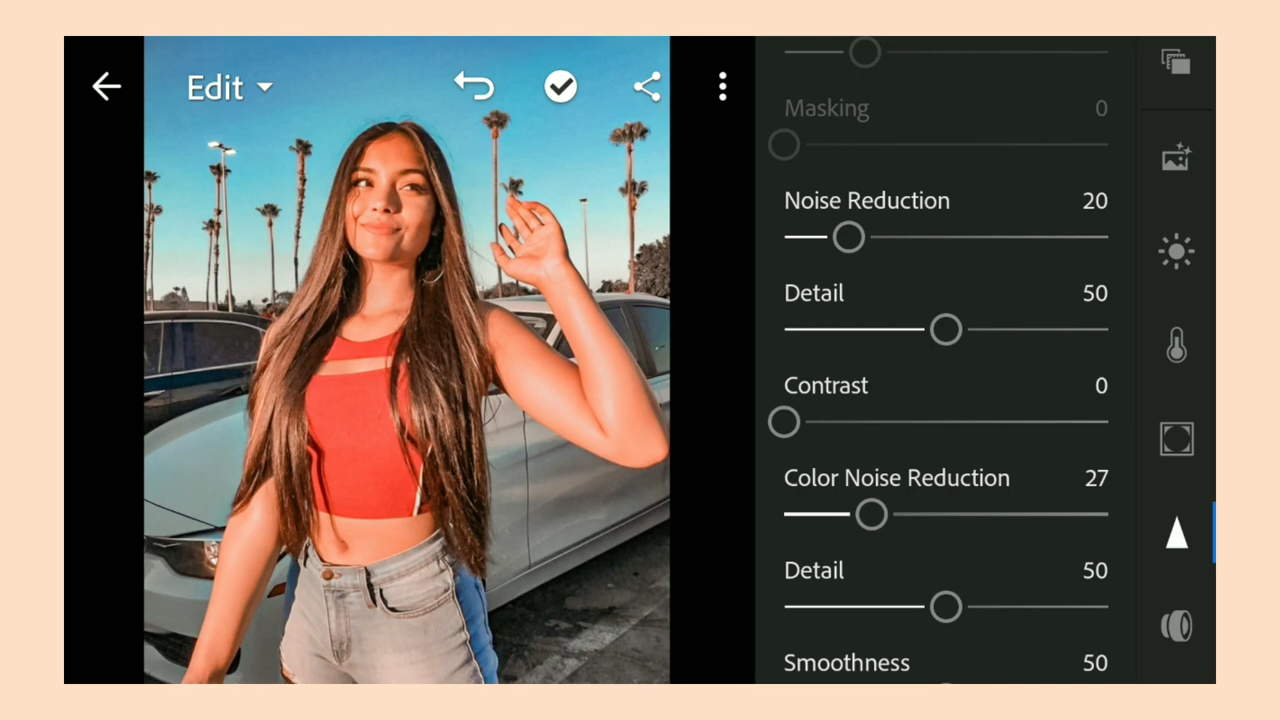 Edit
Masking 0
Noise Reduction 20
Detail 50
Contrast 0
Color Noise Reduction 27
Detail 50
Smoothness 50